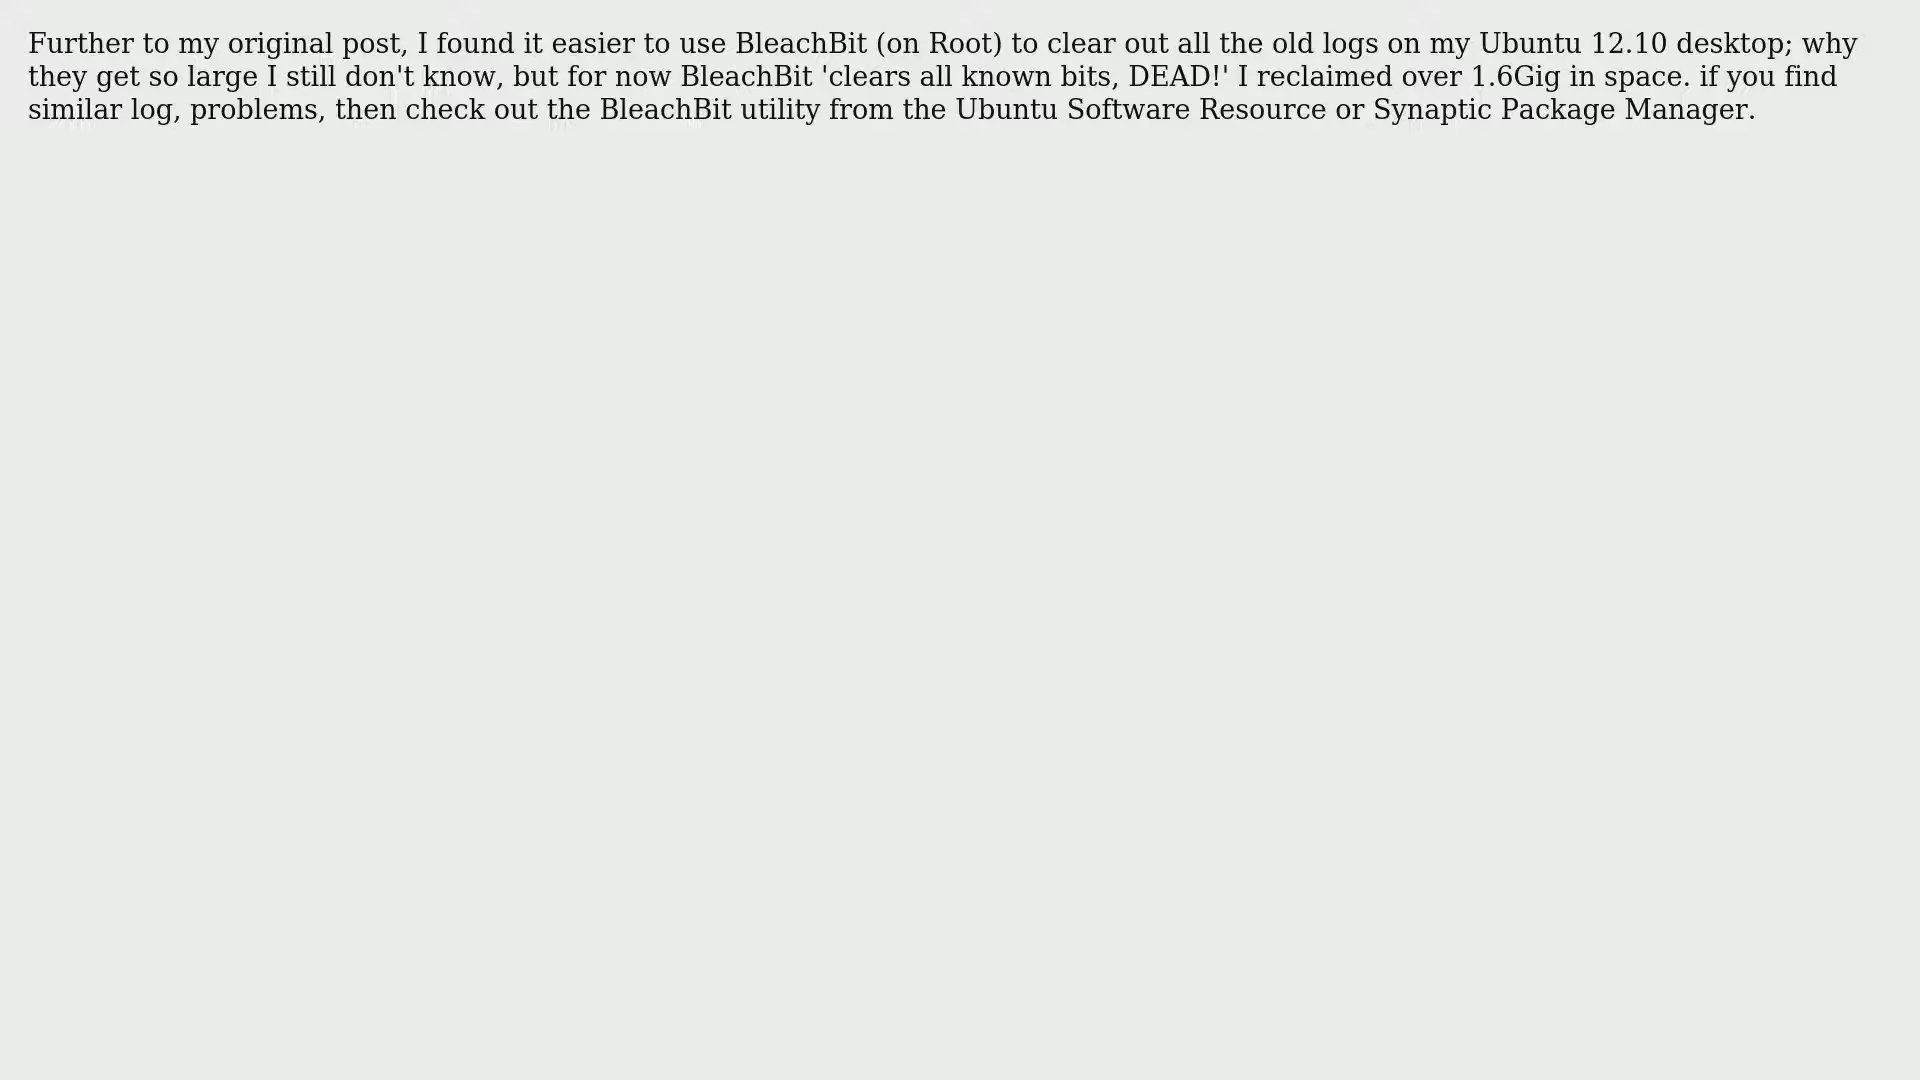 Further to my original post, I found it easier to use BleachBit (on Root) to clear out all the old logs on my Ubuntu 12.10 desktop; why
they get so large I still don't know, but for now BleachBit 'clears all known bits, DEAD!' I reclaimed over 1.6Gig in space. if you find
similar log, problems, then check out the BleachBit utility from the Ubuntu Software Resource or Synaptic Package Manager.